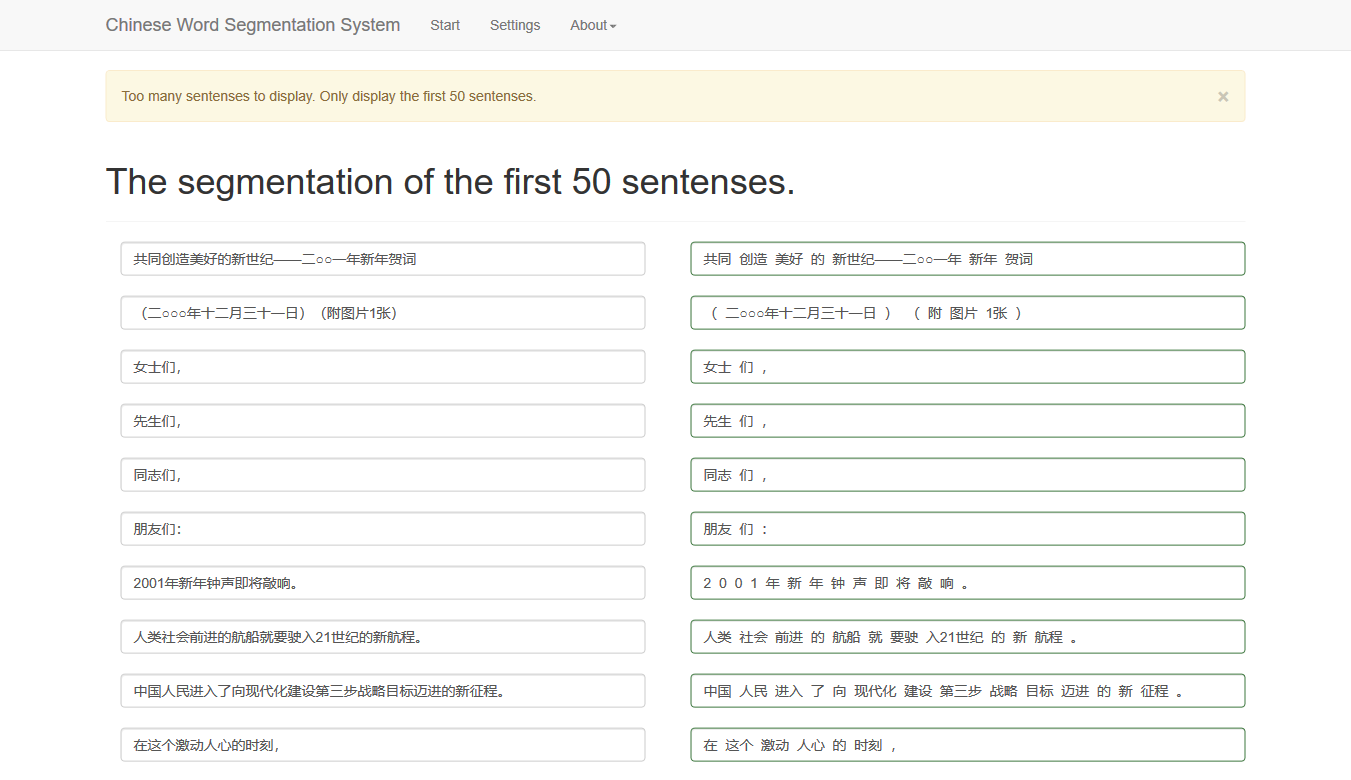 Chinese Word Segmentation System Start Settings About
Too many sentenses to display. Only display the first 50 sentenses. ×
The segmentation of the first 50 sentenses.
共同创造美好的新世纪——二○○一年新年贺词 共同 创造 美好 的 新世纪——二○○一年 新年 贺词
（二○○○年十二月三十一日）（附图片1张） （ 二○○○年十二月三十一日 ） （ 附 图片 1张 ）
女士们， 女士 们 ，
先生们， 先生 们 ，
同志们， 同志 们 ，
朋友们： 朋友 们 ：
2001年新年钟声即将敲响。 2 0 0 1 年 新 年 钟 声 即 将 敲 响 。
人类社会前进的航船就要驶入21世纪的新航程。 人类 社会 前进 的 航船 就 要驶 入21世纪 的 新 航程 。
中国人民进入了向现代化建设第三步战略目标迈进的新征程。 中国 人民 进入 了 向 现代化 建设 第三步 战略 目标 迈进 的 新 征程 。
在这个激动人心的时刻， 在 这个 激动 人心 的 时刻 ，